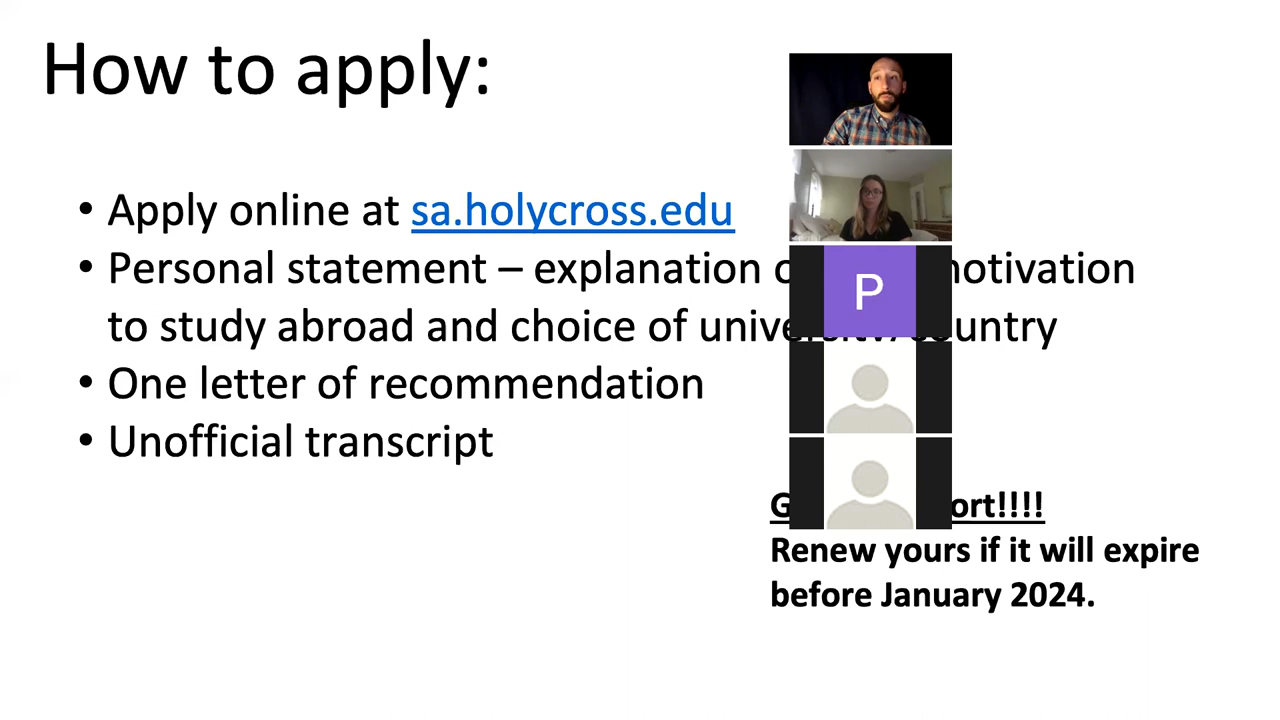 How to apply:
• Apply online at sa.holycross.edu
• Personal statement – explanation motivation
to study abroad and choice of university/country
• One letter of recommendation
• Unofficial transcript
P
Renew yours if it will expire
before January 2024.